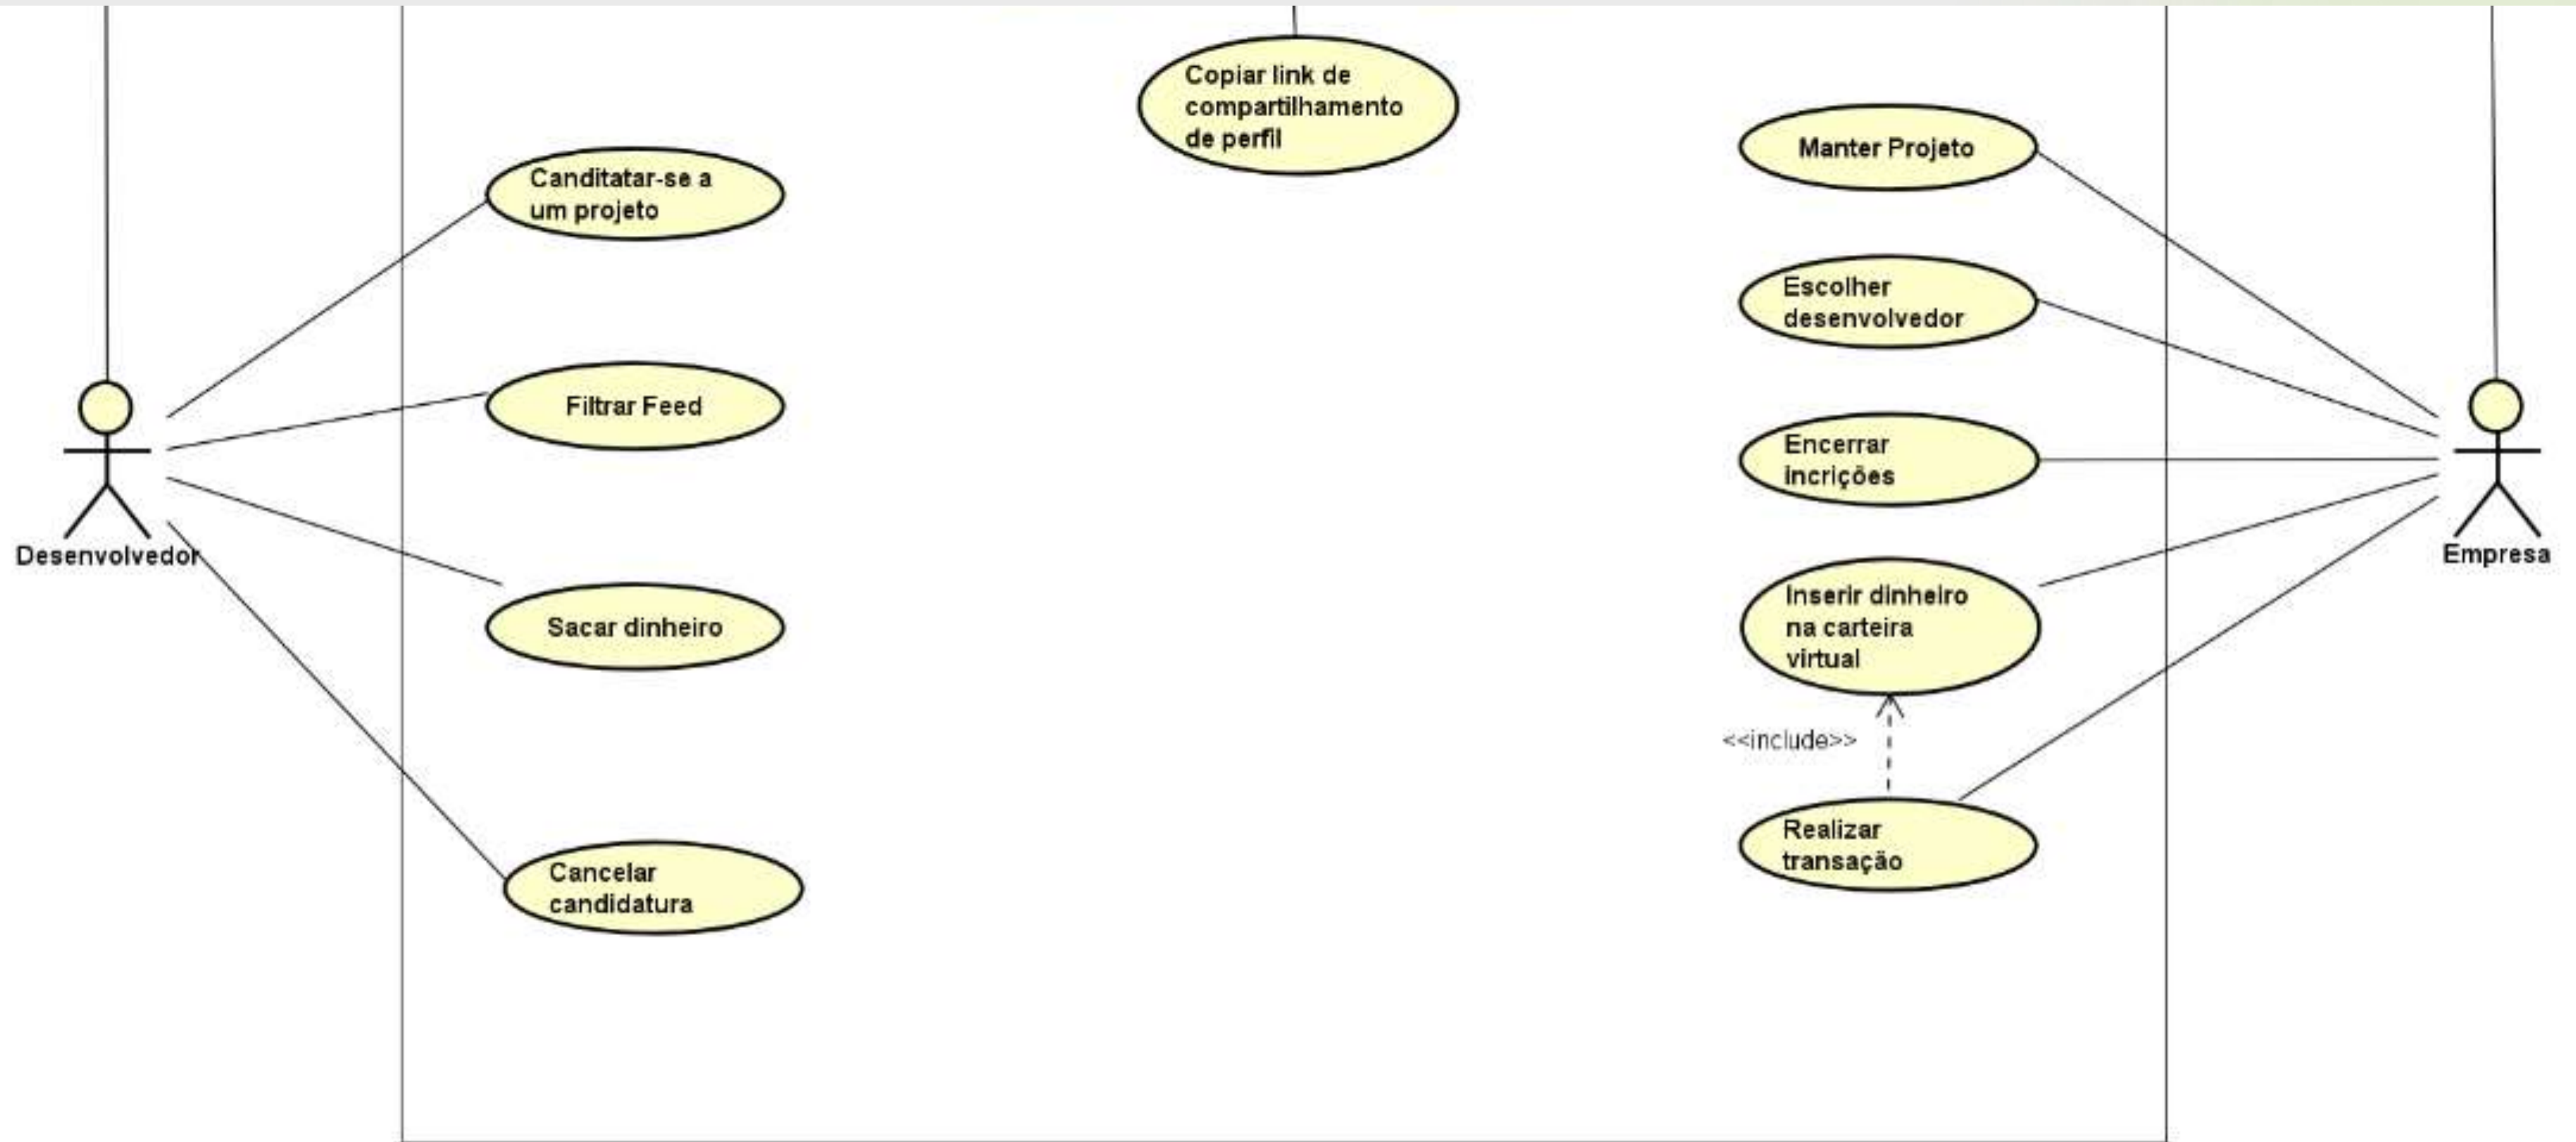 Copiar link de
compartilhamento
de perfil
Canditatar-se a
um projeto
Filtrar Feed
Sacar dinheiro
Cancelar
candidatura
Desenvolvedor
Manter Projeto
Escolher
desenvolvedor
Encerrar
incrições
Inserir dinheiro
na carteira
virtual
<<include>>
Realizar
transação
Empresa